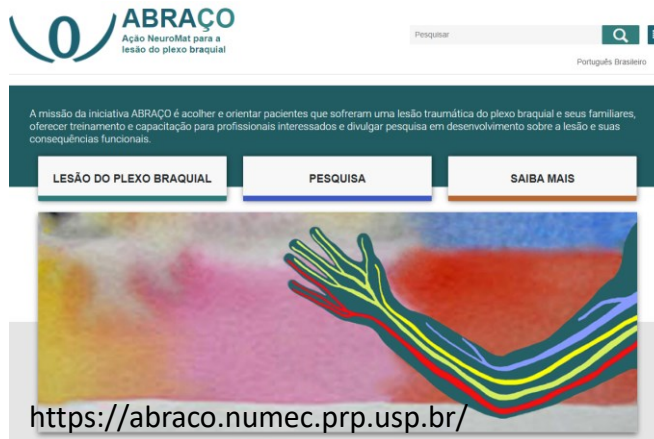 ABRAÇO
Ação NeuroMat para a
lesão do plexo braquial
Pesquisar
Português Brasileiro
A missão da iniciativa ABRAÇO é acolher e orientar pacientes que sofreram uma lesão traumática do plexo braquial e seus familiares,
oferecer treinamento e capacitação para profissionais interessados e divulgar pesquisa em desenvolvimento sobre a lesão e suas
consequências funcionais.
LESÃO DO PLEXO BRAQUIAL
PESQUISA
SAIBA MAIS
https://abraco.numec.prp.usp.br/